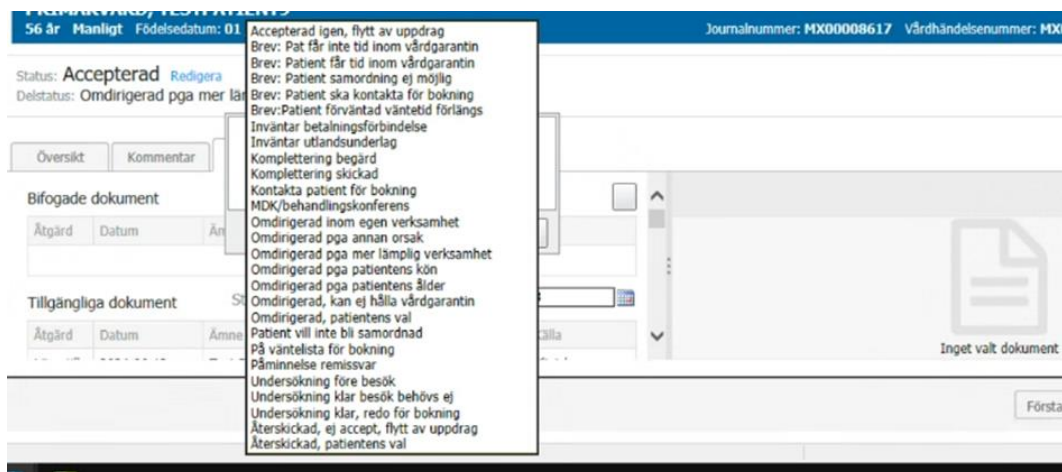 PRIMÄRVÅRD, TESTPATIENT9
56 år Manligt Födelsedatum: 01
Journalnummer: MX00008617 Vårdhändelsenummer: MX
Status: Accepterad Redigera
Delstatus: Omdirigerad pga mer lä
Översikt Kommentar
Bifogade dokument
Åtgärd Datum Äm
Tillgängliga dokument
Åtgärd Datum Ämne
Accepterad igen, flytt av uppdrag
Brev: Pat får inte tid inom vårdgarantin
Brev: Patient får tid inom vårdgarantin
Brev: Patient samordning ej möjlig
Brev: Patient ska kontakta för bokning
Brev:Patient förväntad väntetid förlängs
Inväntar betalningsförbindelse
Inväntar utlandsunderlag
Komplettering begärd
Komplettering skickad
Kontakta patient för bokning
MDK/behandlingskonferens
Omdirigerad inom egen verksamhet
Omdirigerad pga annan orsak
Omdirigerad pga mer lämplig verksamhet
Omdirigerad pga patientens kön
Omdirigerad pga patientens ålder
Omdirigerad, kan ej hålla vårdgarantin
Omdirigerad, patientens val
Patient vill inte bli samordnad
På väntelista för bokning
Påminnelse remissvar
Undersökning före besök
Undersökning klar besök behövs ej
Undersökning klar, redo för bokning
Återskickad, ej accept, flytt av uppdrag
Återskickad, patientens val
Inget valt dokument
Första